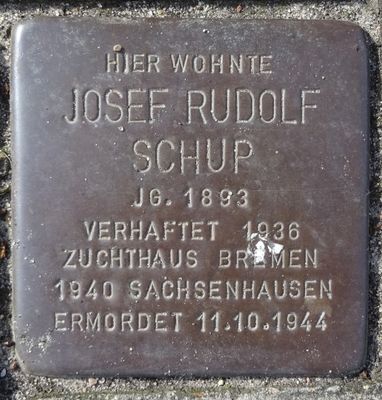 HIER WOHNTE
JOSEF RUDOLF
SCHUP
JG. 1893
VERHAFTET 1936
ZUCHTHAUS BREMEN
1940 SACHSENHAUSEN
ERMORDET 11.10.1944